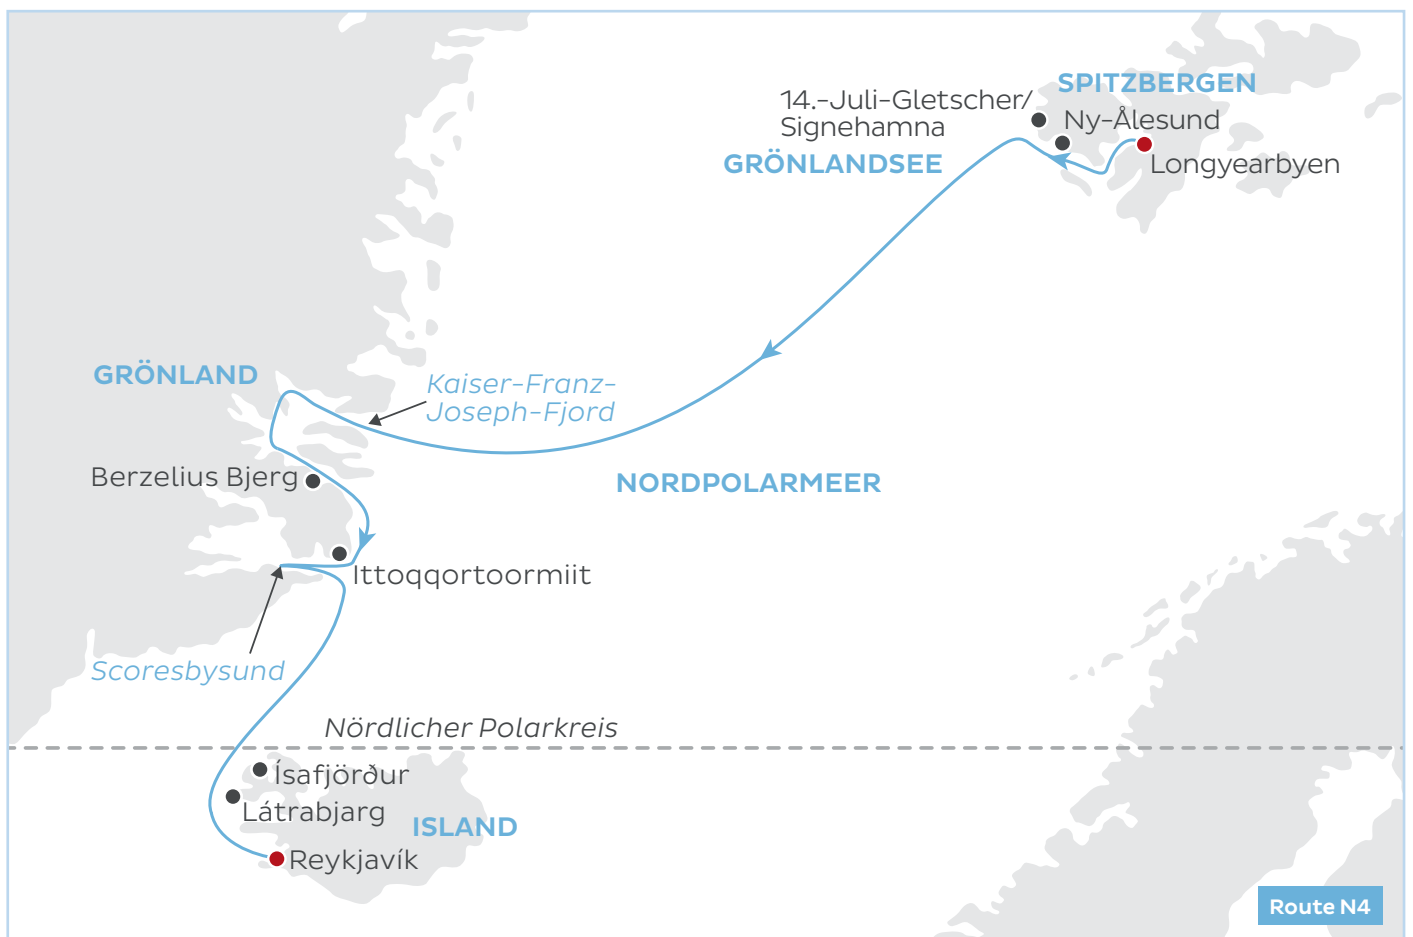 SPITZBERGEN
14.-Juli-Gletscher/
Signehamna
Ny-Ålesund
GRÖNLANDSEE
Longyearbyen
GRÖNLAND
Kaiser-Franz-
Joseph-Fjord
Berzelius Bjerg
NORDPOLARMEER
Ittoqqortoormiit
Scoresbysund
Nördlicher Polarkreis
Ísafjörður
Látrabjarg
ISLAND
Reykjavík
Route N4